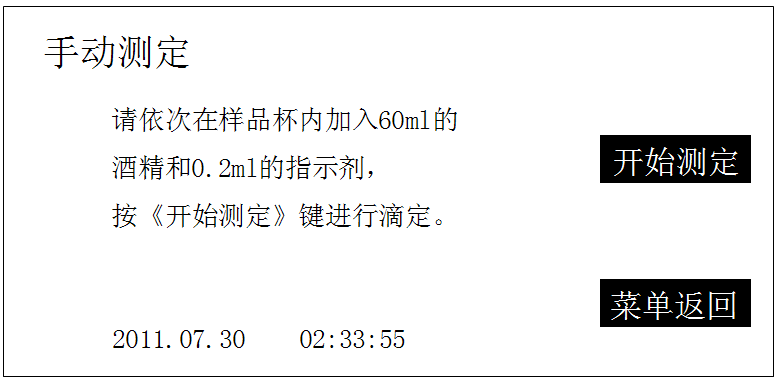 手动测定
请依次在样品杯内加入60ml的
酒精和0.2ml的指示剂，
开始测定
按《开始测定》键进行滴定。
菜单返回
2011.07.30 02:33:55